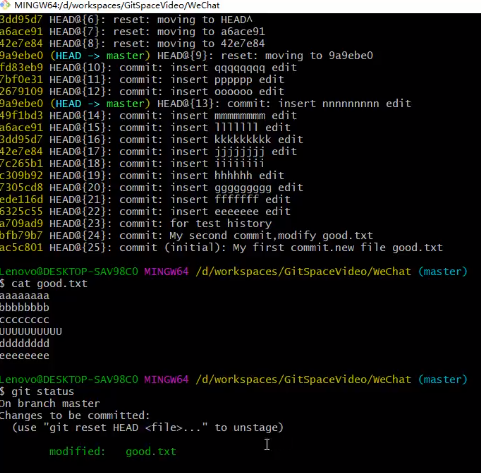 MINGW64:/d/workspaces/GitSpaceVideo/WeChat
3dd95d7 HEAD@{6}: reset: moving to HEAD^
a6ace91 HEAD@{7}: reset: moving to a6ace91
42e7e84 HEAD@{8}: reset: moving to 42e7e84
9a9ebe0 (HEAD -> master) HEAD@{9}: reset: moving to 9a9ebe0
fd83eb9 HEAD@{10}: commit: insert qqqqqqqq edit
7bf0e31 HEAD@{11}: commit: insert pppppp edit
2679109 HEAD@{12}: commit: insert oooooo edit
9a9ebe0 (HEAD -> master) HEAD@{13}: commit: insert nnnnnnnnn edit
49f1bd3 HEAD@{14}: commit: insert mmmmmmmm edit
a6ace91 HEAD@{15}: commit: insert lllllll edit
3dd95d7 HEAD@{16}: commit: insert kkkkkkkkk edit
42e7e84 HEAD@{17}: commit: insert jjjjjjjj edit
7c265b1 HEAD@{18}: commit: insert iiiiiiii
c309b92 HEAD@{19}: commit: insert hhhhhh edit
7305cd8 HEAD@{20}: commit: insert ggggggggg edit
ede116d HEAD@{21}: commit: insert fffffff edit
6325c55 HEAD@{22}: commit: insert eeeeeee edit
a709ad9 HEAD@{23}: commit: for test history
bfb79b7 HEAD@{24}: commit: My second commit,modify good.txt
ac5c801 HEAD@{25}: commit (initial): My first commit.new file good.txt
Lenovo@DESKTOP-SAV98C0 MINGW64 /d/workspaces/GitSpaceVideo/WeChat (master)
$ cat good.txt
aaaaaaaa
bbbbbbbb
cccccccc
UUUUUUUUUU
dddddddd
eeeeeeee
Lenovo@DESKTOP-SAV98C0 MINGW64 /d/workspaces/GitSpaceVideo/WeChat (master)
$ git status
On branch master
Changes to be committed:
(use "git reset HEAD <file>..." to unstage)
modified: good.txt